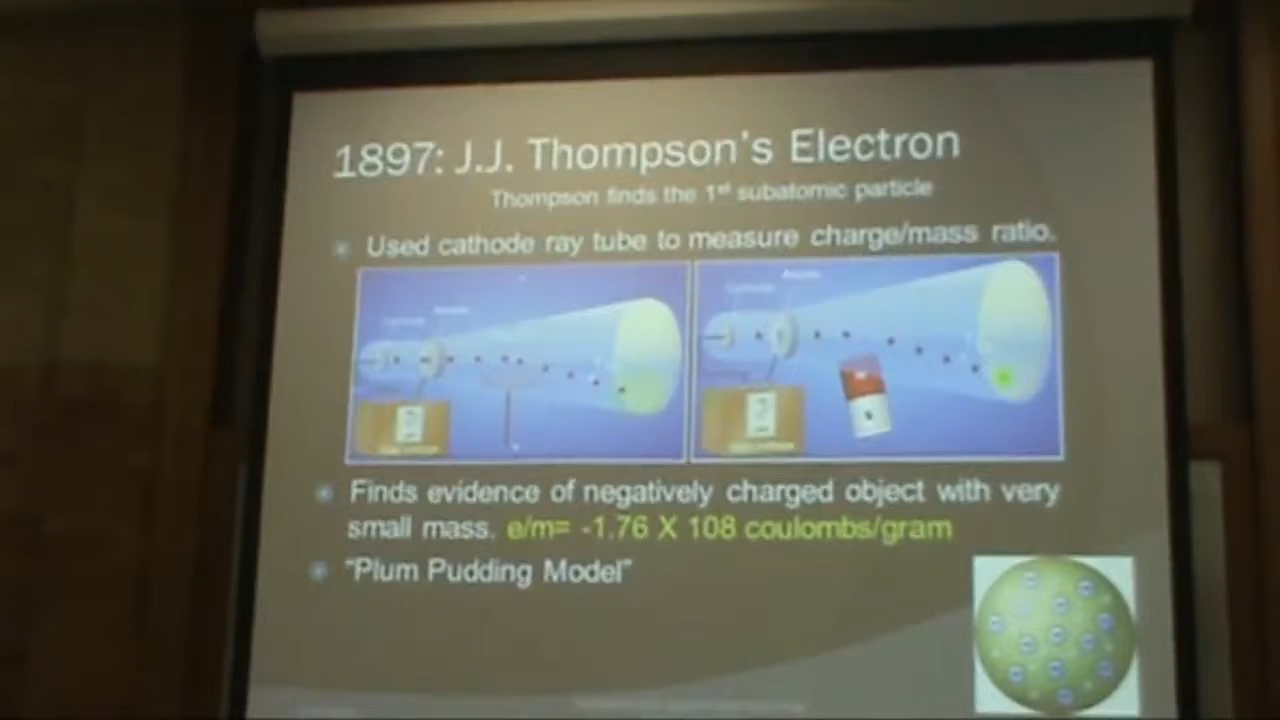 1897: J.J. Thompson's Electron
Thompson finds the 1st subatomic particle
Used cathode ray tube to measure charge/mass ratio.
Finds evidence of negatively charged object with very
small mass. e/m= -1.76 X 108 coulombs/gram
"Plum Pudding Model"